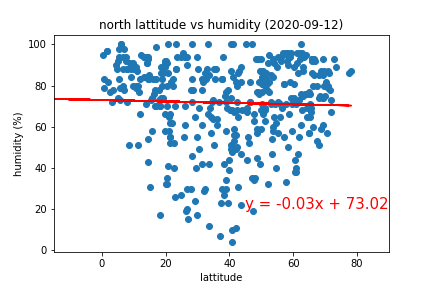 north lattitude vs humidity (2020-09-12)
100
80
60
40
20
0
humidity (%)
y = -0.03x + 73.02
0 20 40 60 80
lattitude